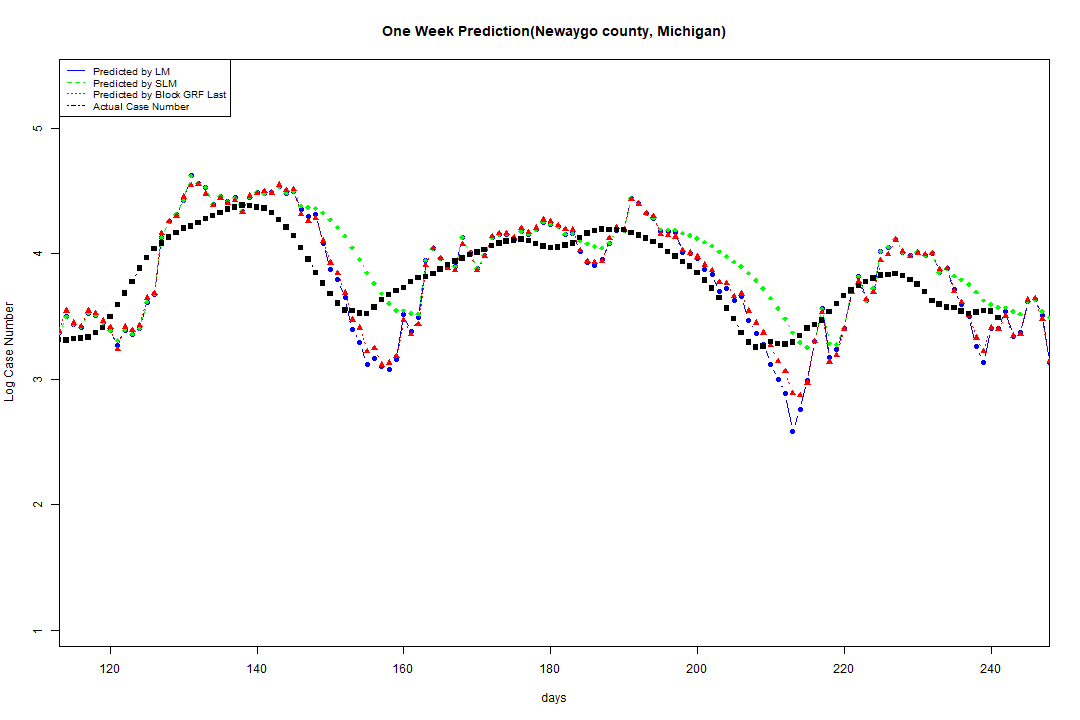 One Week Prediction(Newaygo county, Michigan)
Predicted by LM
Predicted by SLM
Predicted by Block GRF Last
Actual Case Number
Log Case Number
5
4
3
2
1
120 140 160 180 200 220 240
days